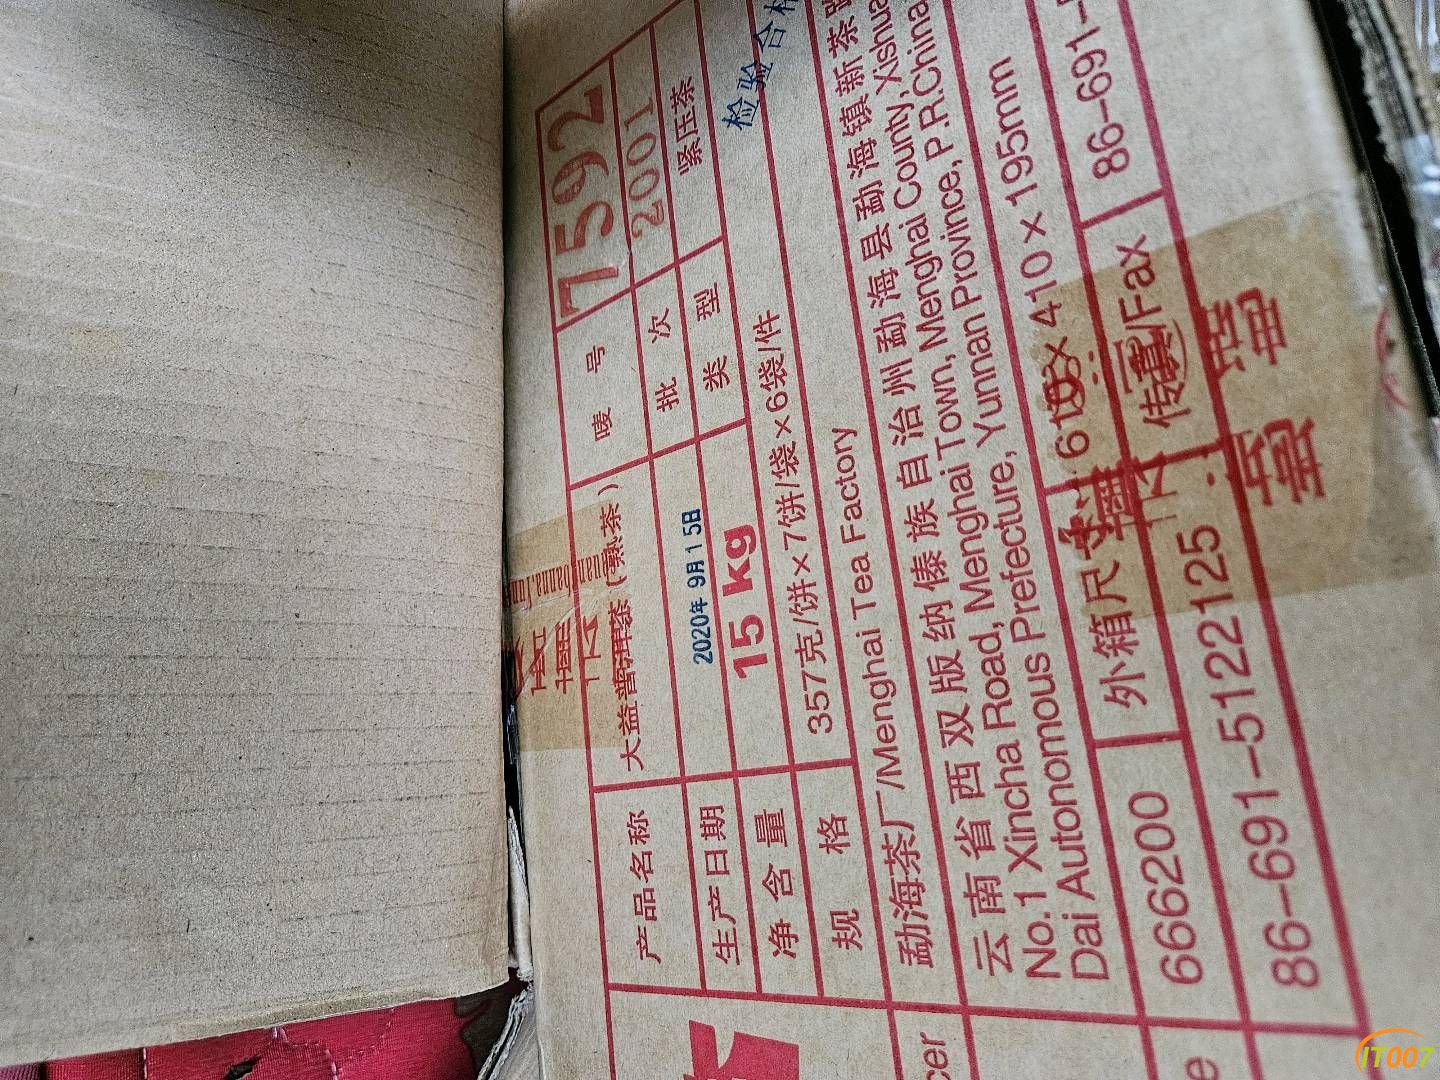 产品名称 大益普洱茶（熟茶） 唛号 7592
生产日期 2020年 9月15日 批次 2001
净含量 15 kg 类型 紧压茶
规格 357克/饼×7饼/袋×6袋/件
检验合格
勐海茶厂/Menghai Tea Factory
云南省西双版纳傣族自治州勐海县勐海镇新茶路
No.1 Xincha Road, Menghai Town, Menghai County, Xishua
Dai Autonomous Prefecture, Yunnan Province, P.R.China
666200 外箱尺寸 610×410×195mm
86-691-5122125 传真/Fax 86-691-
IT007